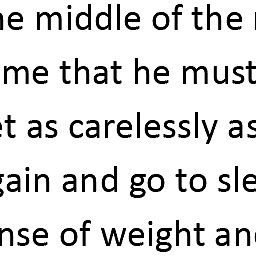 he middle of the
me that he must
et as carelessly as
gain and go to sle
nse of weight and